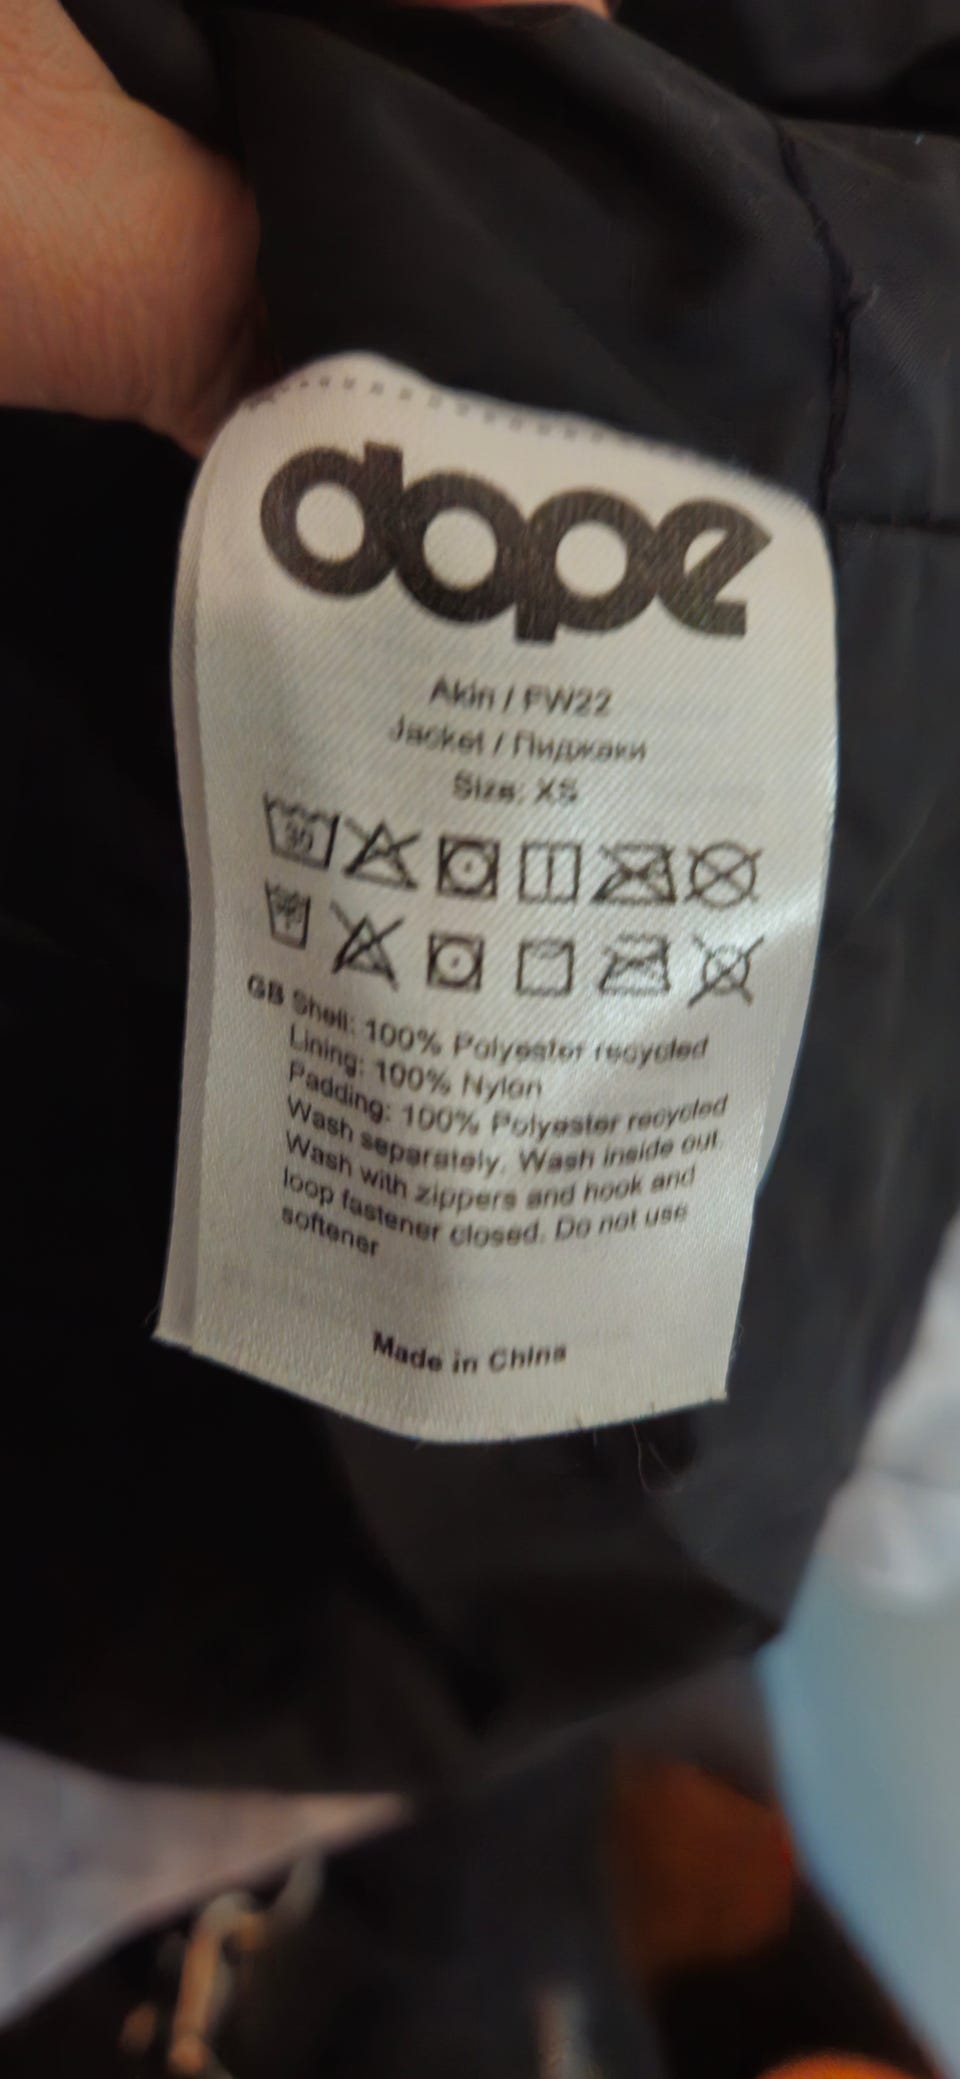 dope
Akin / FW22
Jacket / Пиджаки
Size: XS
30
GB Shell: 100% Polyester recycled
Lining: 100% Nylon
Padding: 100% Polyester recycled
Wash separately. Wash inside out.
Wash with zippers and hook and
loop fastener closed. Do not use
softener
Made in China